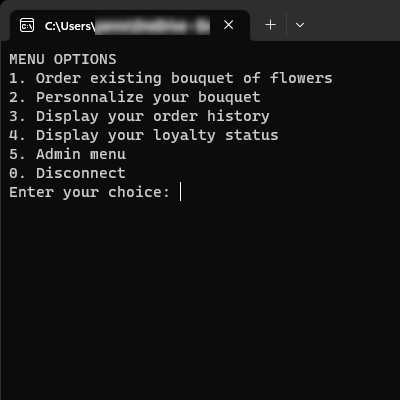 C:\Users\
MENU OPTIONS
1. Order existing bouquet of flowers
2. Personnalize your bouquet
3. Display your order history
4. Display your loyalty status
5. Admin menu
0. Disconnect
Enter your choice: